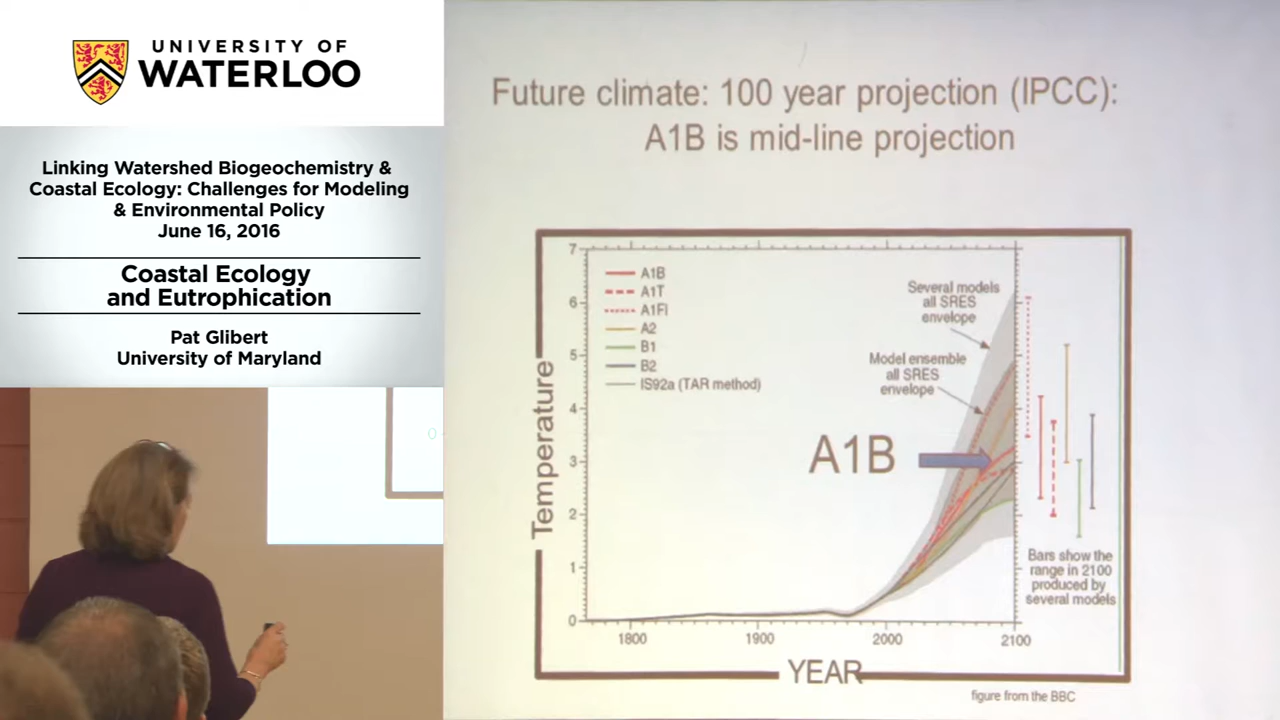 UNIVERSITY OF
WATERLOO
Linking Watershed Biogeochemistry &
Coastal Ecology: Challenges for Modeling
& Environmental Policy
June 16, 2016
Coastal Ecology
and Eutrophication
Pat Glibert
University of Maryland
0
Future climate: 100 year projection (IPCC):
A1B is mid-line projection
7
6
5
4
3
2
1
0
Temperature
A1B
A1T
A1FI
A2
B1
B2
IS92a (TAR method)
Several models
all SRES
envelope
Model ensemble
all SRES
envelope
A1B
Bars show the
range in 2100
produced by
several models
1800
1900
2000
2100
YEAR
figure from the BBC